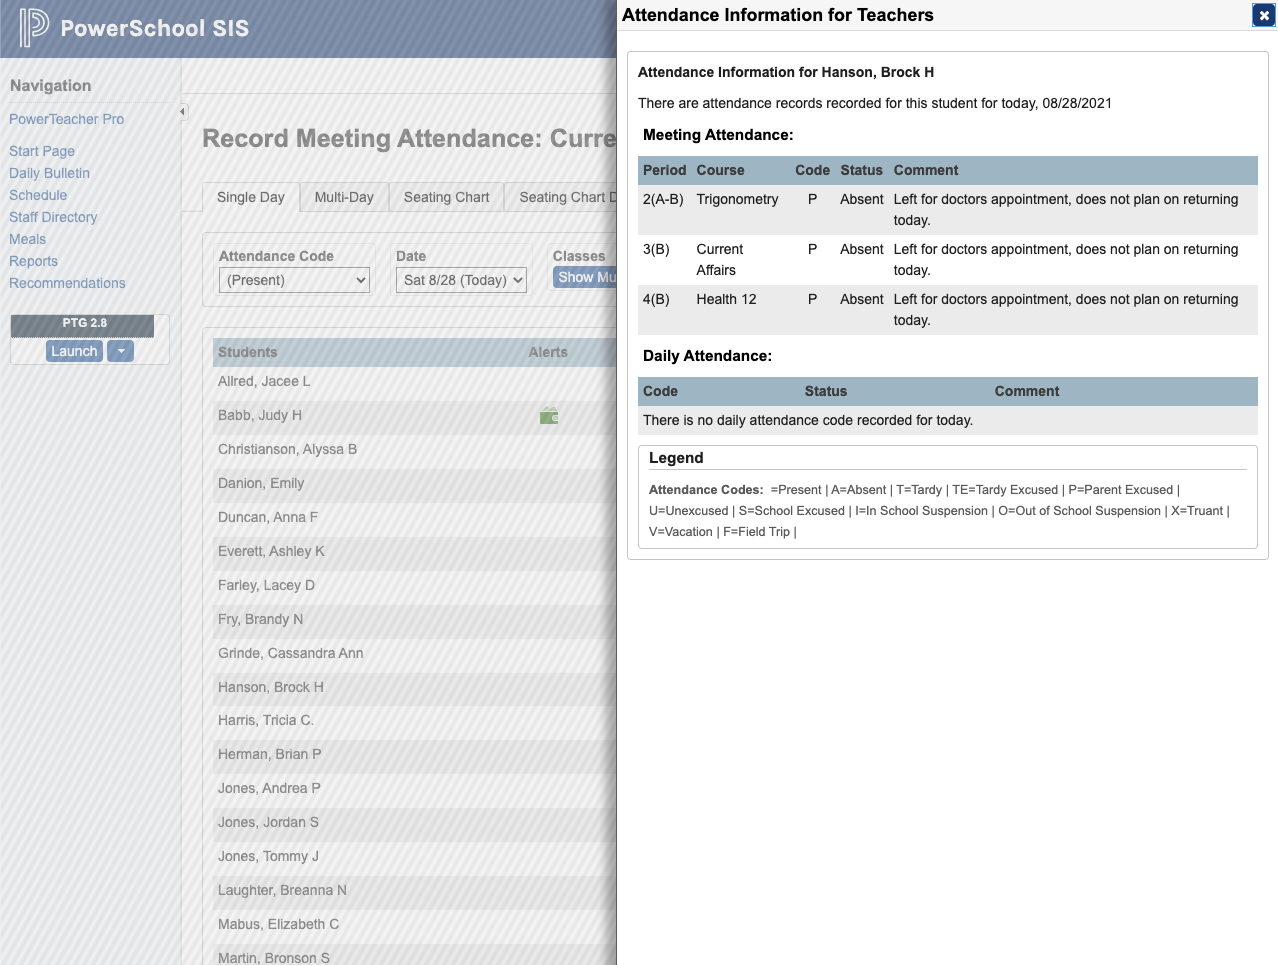 PowerSchool SIS
Navigation
PowerTeacher Pro
Start Page
Daily Bulletin
Schedule
Staff Directory
Meals
Reports
Recommendations
PTG 2.8
Launch
Record Meeting Attendance: Curre
Single Day Multi-Day Seating Chart Seating Chart D
Attendance Code Date Classes
(Present) Sat 8/28 (Today) Show Mu
Students Alerts
Allred, Jacee L
Babb, Judy H
Christianson, Alyssa B
Danion, Emily
Duncan, Anna F
Everett, Ashley K
Farley, Lacey D
Fry, Brandy N
Grinde, Cassandra Ann
Hanson, Brock H
Harris, Tricia C.
Herman, Brian P
Jones, Andrea P
Jones, Jordan S
Jones, Tommy J
Laughter, Breanna N
Mabus, Elizabeth C
Martin, Bronson S
Attendance Information for Teachers
Attendance Information for Hanson, Brock H
There are attendance records recorded for this student for today, 08/28/2021
Meeting Attendance:
Period Course Code Status Comment
2(A-B) Trigonometry P Absent Left for doctors appointment, does not plan on returning
today.
3(B) Current P Absent Left for doctors appointment, does not plan on returning
Affairs today.
4(B) Health 12 P Absent Left for doctors appointment, does not plan on returning
today.
Daily Attendance:
Code Status Comment
There is no daily attendance code recorded for today.
Legend
Attendance Codes: =Present | A=Absent | T=Tardy | TE=Tardy Excused | P=Parent Excused |
U=Unexcused | S=School Excused | I=In School Suspension | O=Out of School Suspension | X=Truant |
V=Vacation | F=Field Trip |